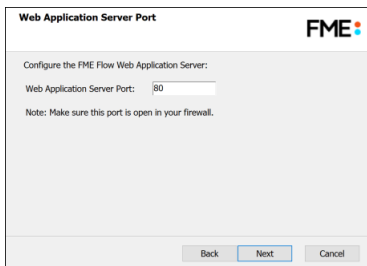 Web Application Server Port
FME
Configure the FME Flow Web Application Server:
Web Application Server Port: 80
Note: Make sure this port is open in your firewall.
Back Next Cancel